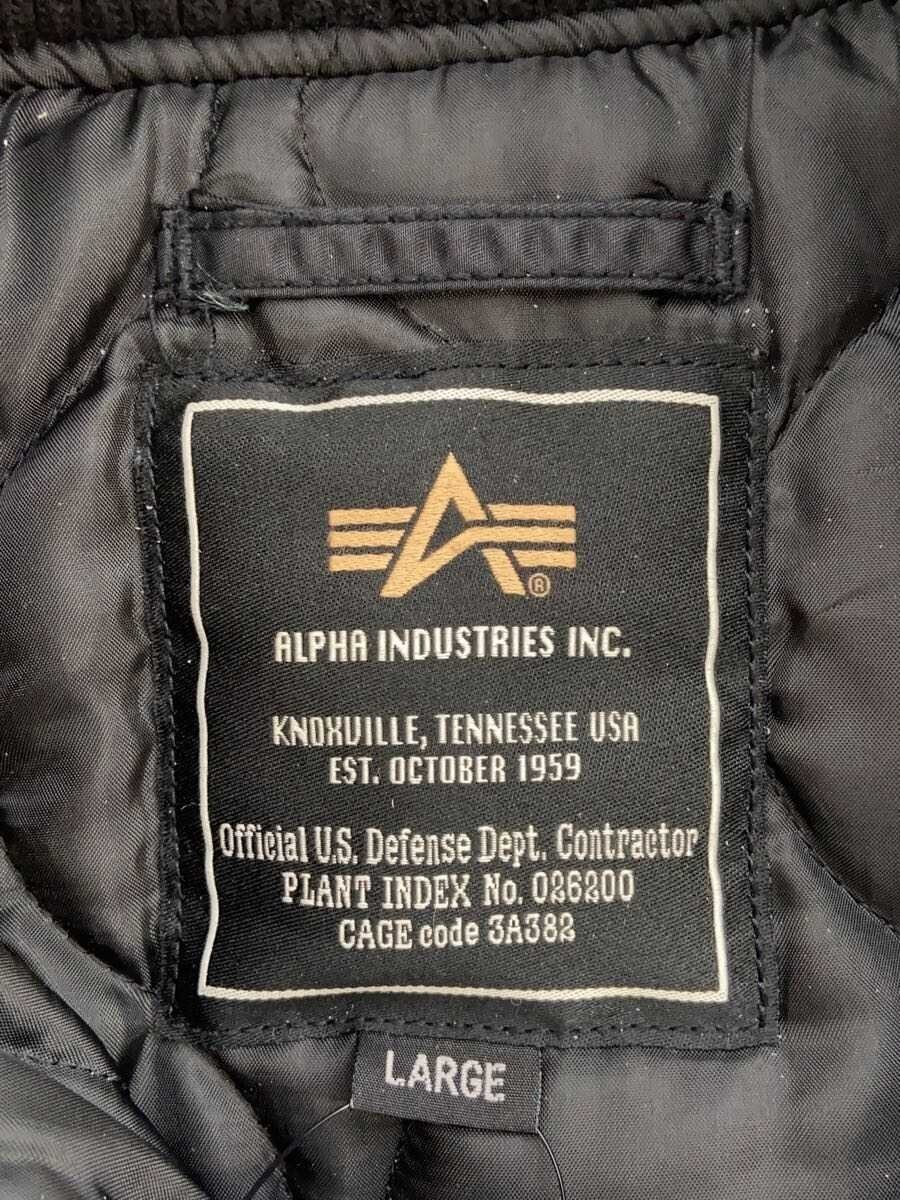 ®
ALPHA INDUSTRIES INC.
KNOXVILLE, TENNESSEE USA
EST. OCTOBER 1959
Official U.S. Defense Dept. Contractor
PLANT INDEX No. 026200
CAGE code 3A382
LARGE